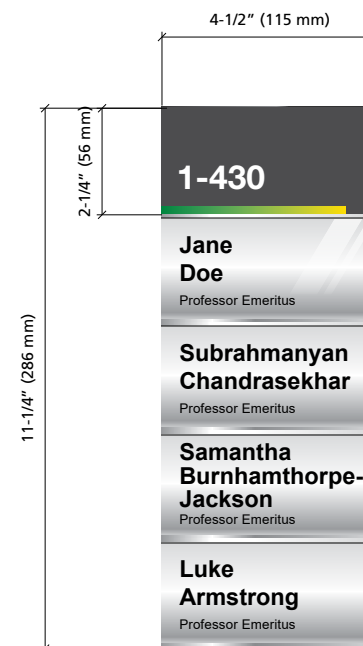 4-1/2" (115 mm)
2-1/4" (56 mm)
11-1/4" (286 mm)
1-430
Jane
Doe
Professor Emeritus
Subrahmanyan
Chandrasekhar
Professor Emeritus
Samantha
Burnhamthorpe-
Jackson
Professor Emeritus
Luke
Armstrong
Professor Emeritus